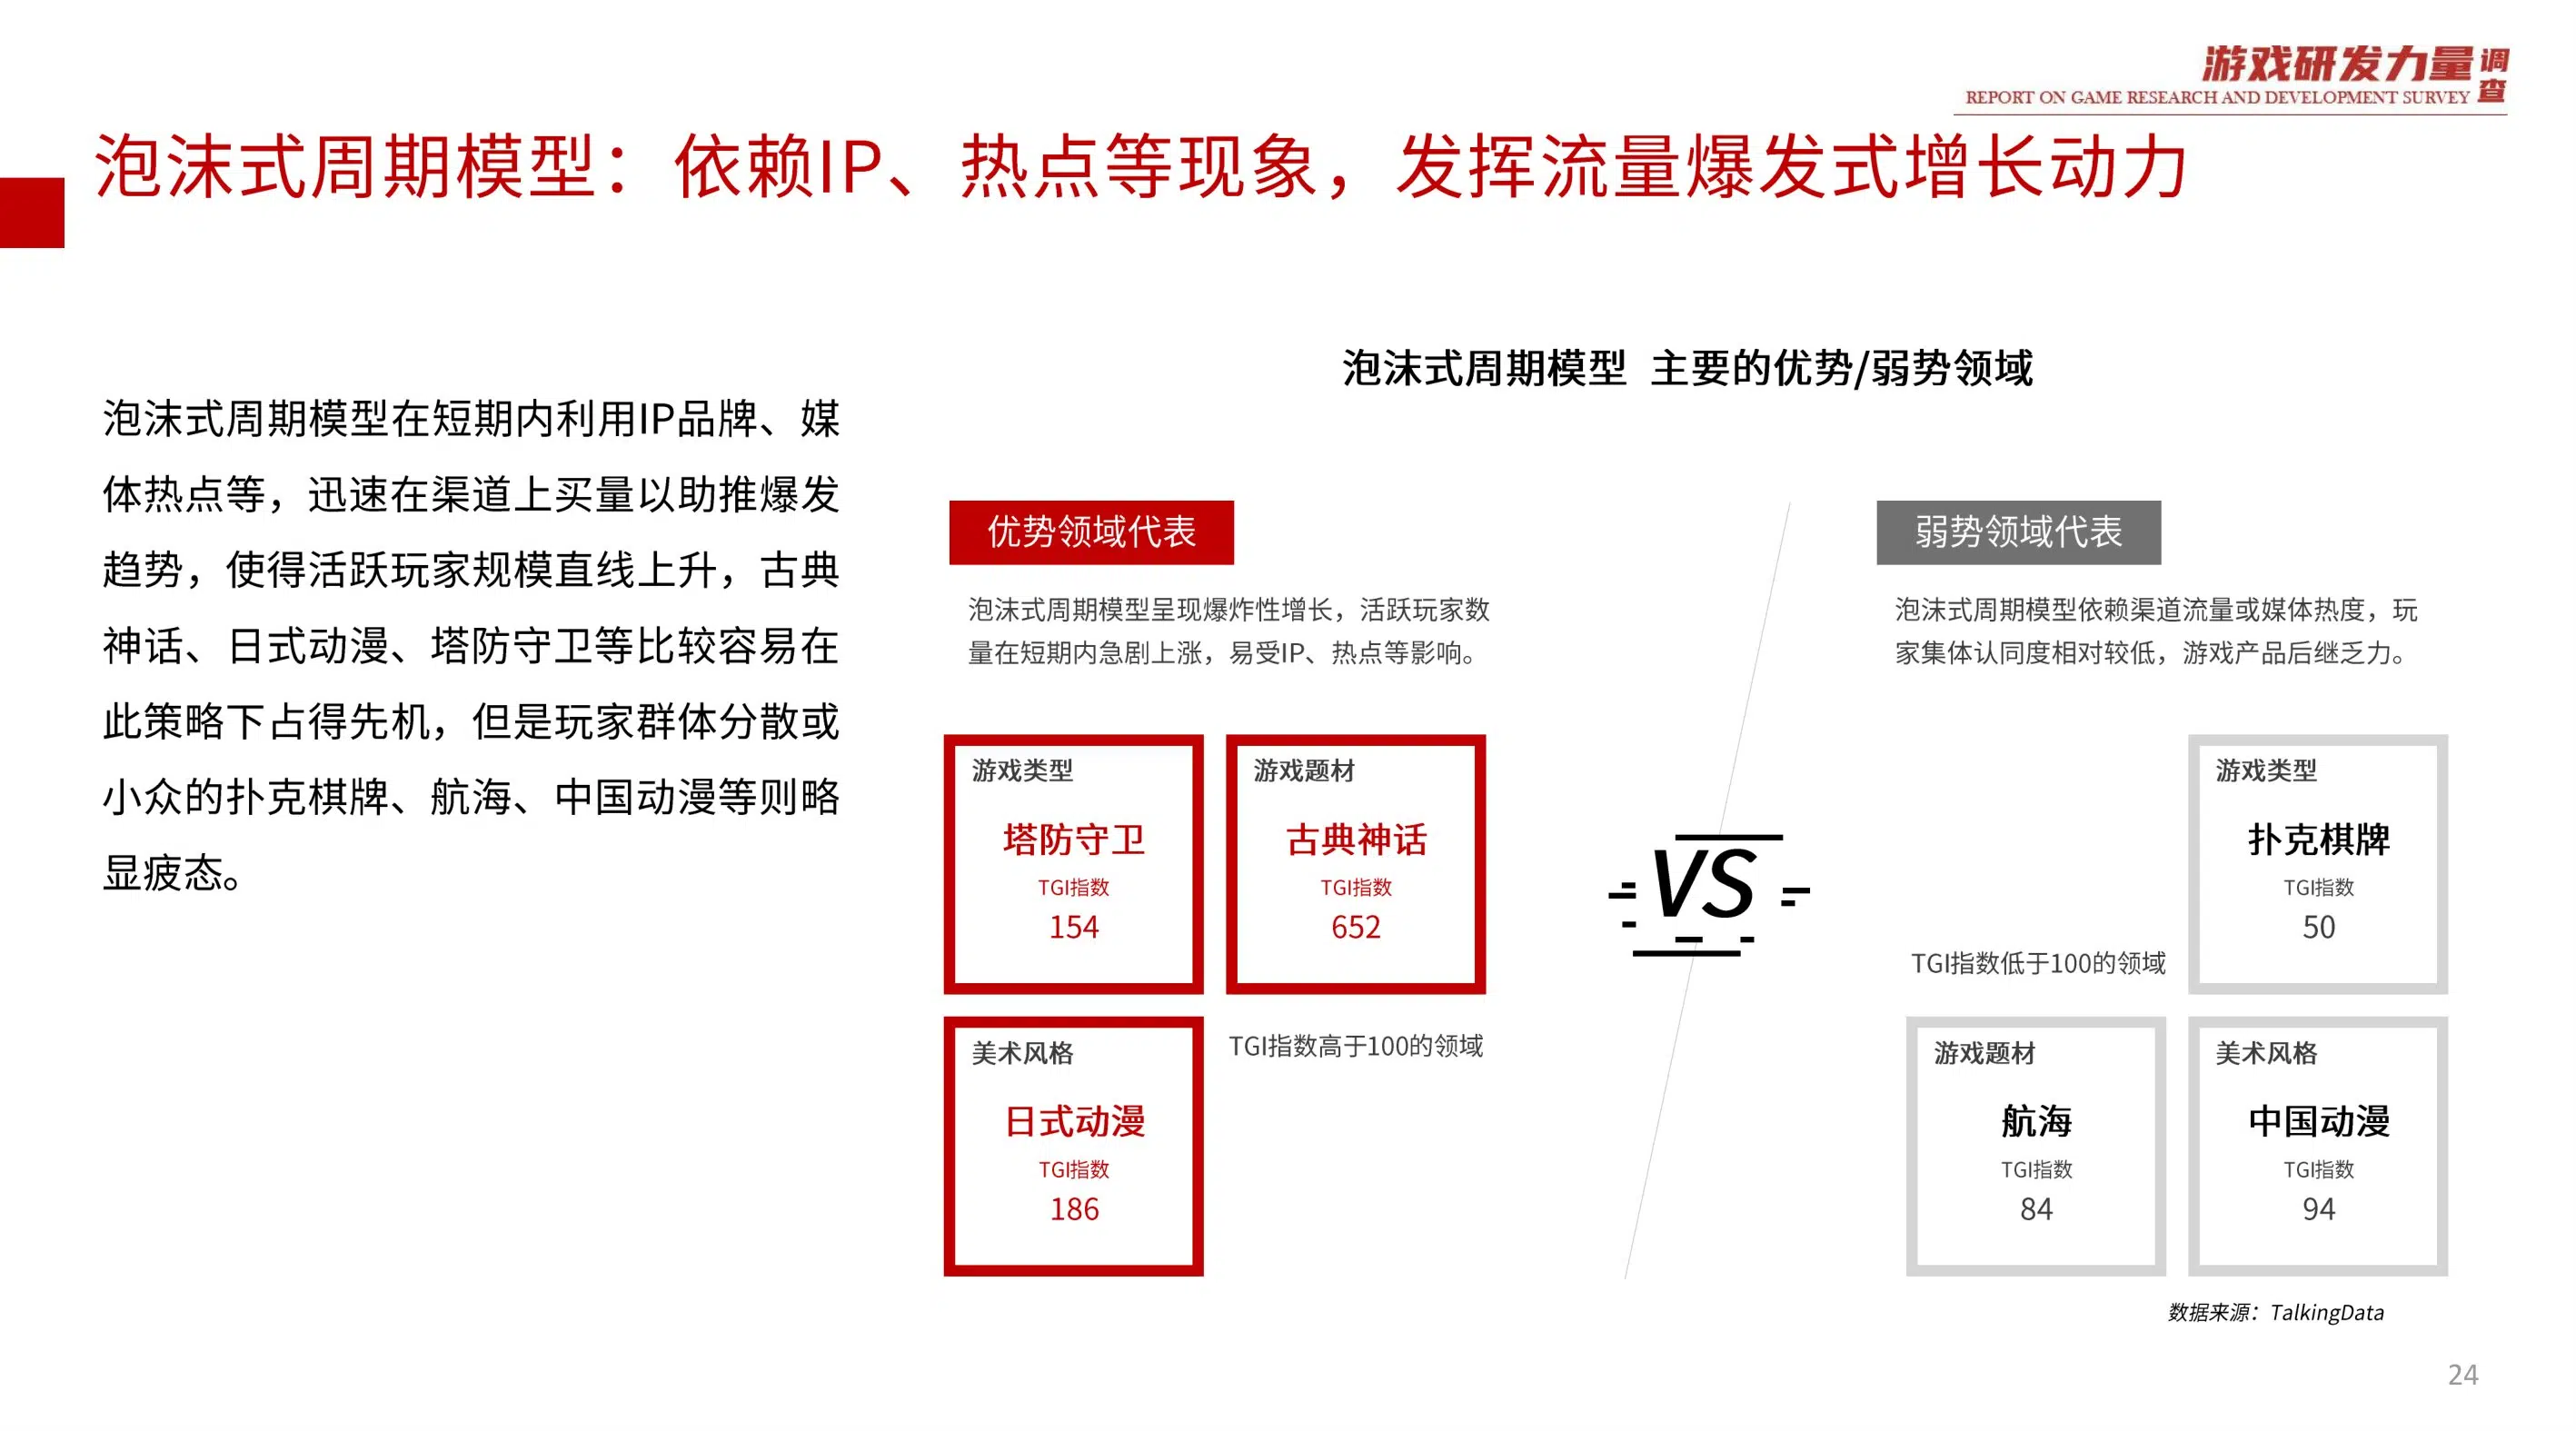 游戏研发力量调查
REPORT ON GAME RESEARCH AND DEVELOPMENT SURVEY
泡沫式周期模型：依赖IP、热点等现象，发挥流量爆发式增长动力
泡沫式周期模型在短期内利用IP品牌、媒
体热点等，迅速在渠道上买量以助推爆发
趋势，使得活跃玩家规模直线上升，古典
神话、日式动漫、塔防守卫等比较容易在
此策略下占得先机，但是玩家群体分散或
小众的扑克棋牌、航海、中国动漫等则略
显疲态。
泡沫式周期模型 主要的优势/弱势领域
优势领域代表
泡沫式周期模型呈现爆炸性增长，活跃玩家数
量在短期内急剧上涨，易受IP、热点等影响。
游戏类型
塔防守卫
TGI指数
154
游戏题材
古典神话
TGI指数
652
美术风格
日式动漫
TGI指数
186
TGI指数高于100的领域
VS
弱势领域代表
泡沫式周期模型依赖渠道流量或媒体热度，玩
家集体认同度相对较低，游戏产品后继乏力。
游戏类型
扑克棋牌
TGI指数
50
TGI指数低于100的领域
游戏题材
航海
TGI指数
84
美术风格
中国动漫
TGI指数
94
数据来源：TalkingData
24